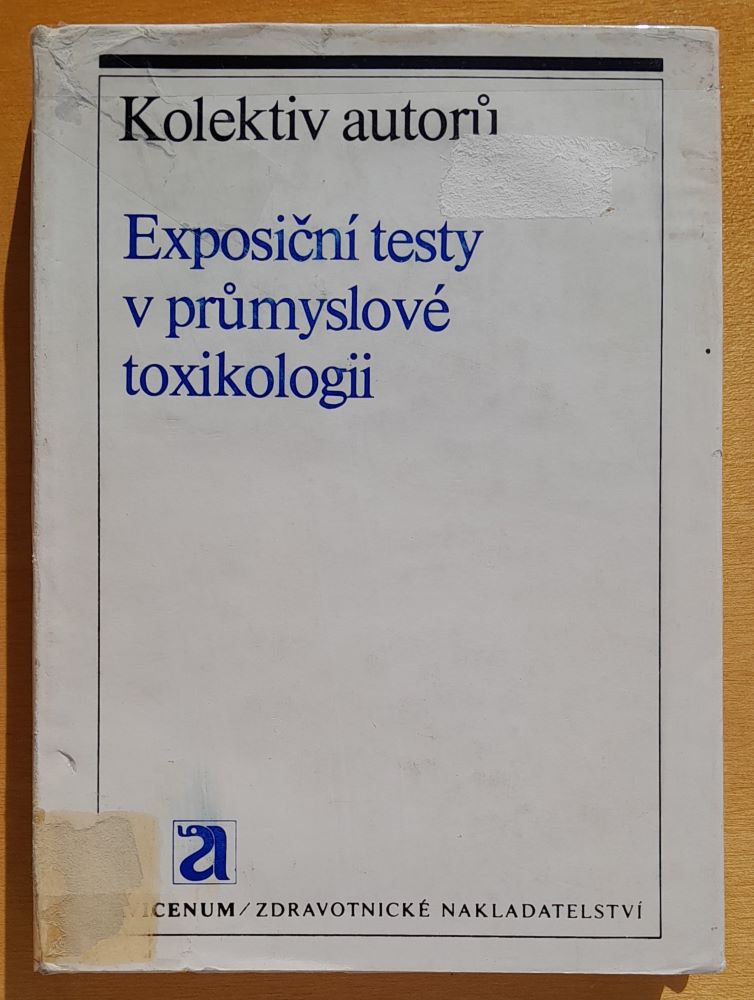 Kolektiv autorů
Exposiční testy
v průmyslové
toxikologii
VICENUM/ZDRAVOTNICKÉ NAKLADATELSTVÍ